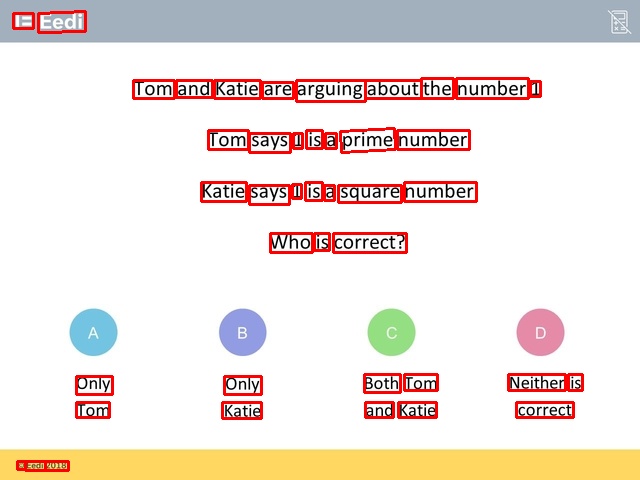 Eedi
Tom and Katie are arguing about the number 1
Tom says 1 is a prime number
Katie says 1 is a square number
Who is correct?
A
B
C
D
Only Tom
Only Katie
Both Tom and Katie
Neither is correct
© Eedi 2018